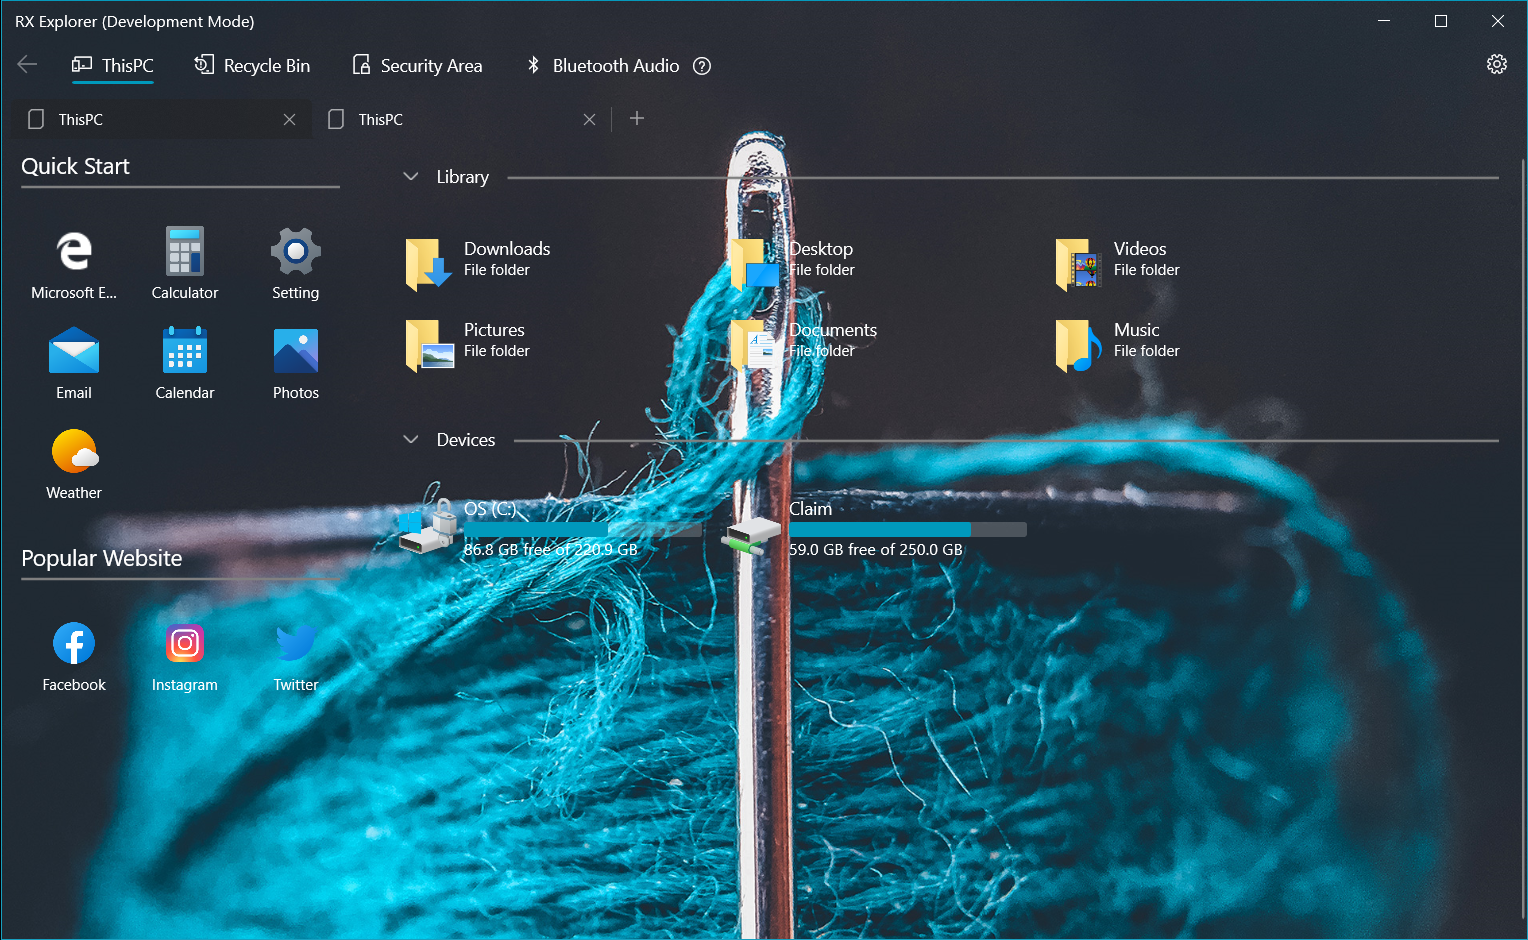 RX Explorer (Development Mode)
ThisPC
Recycle Bin
Security Area
Bluetooth Audio
ThisPC
ThisPC
Quick Start
Microsoft E...
Calculator
Setting
Email
Calendar
Photos
Weather
Popular Website
Facebook
Instagram
Twitter
Library
Downloads
File folder
Desktop
File folder
Videos
File folder
Pictures
File folder
Documents
File folder
Music
File folder
Devices
OS (C:)
86.8 GB free of 220.9 GB
Claim
59.0 GB free of 250.0 GB